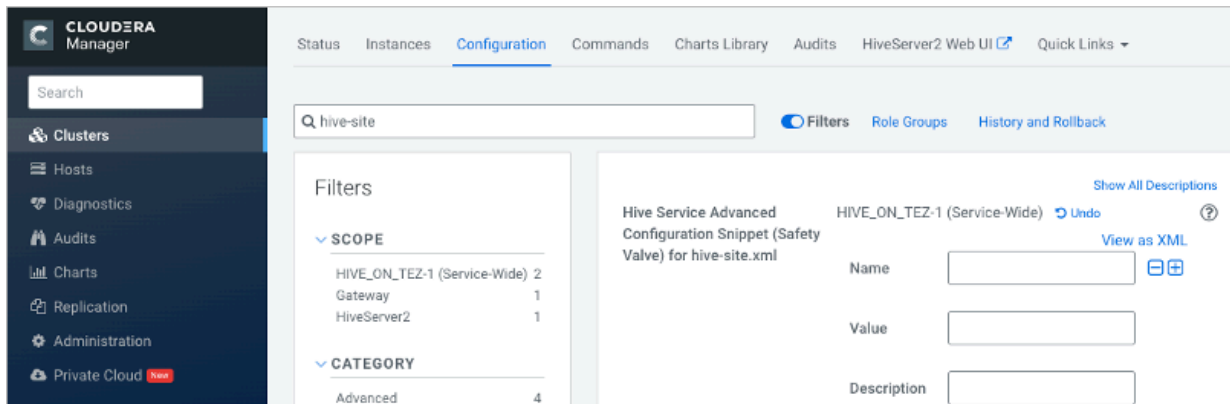 CLOUDERA
Manager
Search
Clusters
Hosts
Diagnostics
Audits
Charts
Replication
Administration
Private Cloud New
Status Instances Configuration Commands Charts Library Audits HiveServer2 Web UI Quick Links
hive-site
Filters Role Groups History and Rollback
Filters
SCOPE
HIVE_ON_TEZ-1 (Service-Wide) 2
Gateway 1
HiveServer2 1
CATEGORY
Advanced 4
Show All Descriptions
Hive Service Advanced
Configuration Snippet (Safety
Valve) for hive-site.xml
HIVE_ON_TEZ-1 (Service-Wide) Undo
View as XML
Name
Value
Description